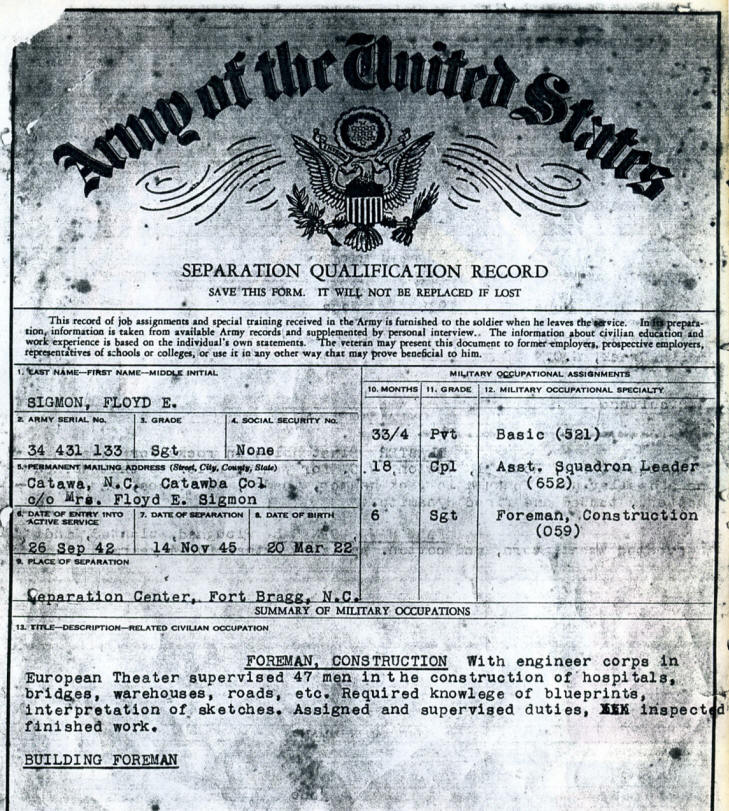 Army of the United States
SEPARATION QUALIFICATION RECORD
SAVE THIS FORM. IT WILL NOT BE REPLACED IF LOST
This record of job assignments and special training received in the Army is furnished to the soldier when he leaves the service. In its prepara-
tion, information is taken from available Army records and supplemented by personal interview. The information about civilian education and
work experience is based on the individual's own statements. The veteran may present this document to former employers, prospective employers,
representatives of schools or colleges, or use it in any other way that may prove beneficial to him.
1. LAST NAME—FIRST NAME—MIDDLE INITIAL
SIGMON, FLOYD E.
2. ARMY SERIAL No. 3. GRADE 4. SOCIAL SECURITY No.
34 431 133 Sgt None
5. PERMANENT MAILING ADDRESS (Street, City, County, State)
Catawa, N.C. Catawba Co
c/o Mrs. Floyd E. Sigmon
6. DATE OF ENTRY INTO ACTIVE SERVICE 7. DATE OF SEPARATION 8. DATE OF BIRTH
26 Sep 42 14 Nov 45 20 Mar 22
9. PLACE OF SEPARATION
Separation Center, Fort Bragg, N.C.
MILITARY OCCUPATIONAL ASSIGNMENTS
10. MONTHS 11. GRADE 12. MILITARY OCCUPATIONAL SPECIALTY
33/4 Pvt Basic (521)
18 Cpl Asst. Squadron Leader
(652)
6 Sgt Foreman, Construction
(059)
SUMMARY OF MILITARY OCCUPATIONS
13. TITLE—DESCRIPTION—RELATED CIVILIAN OCCUPATION
FOREMAN, CONSTRUCTION With engineer corps in
European Theater supervised 47 men in the construction of hospitals,
bridges, warehouses, roads, etc. Required knowlege of blueprints,
interpretation of sketches. Assigned and supervised duties, inspected
finished work.
BUILDING FOREMAN